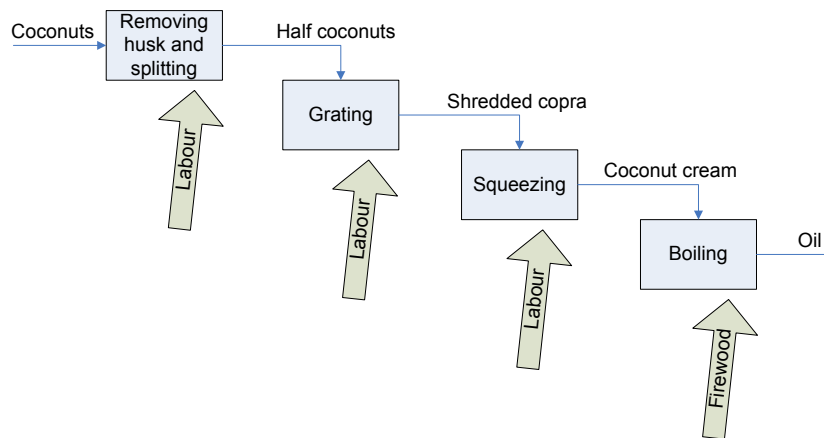 Coconuts
Removing
husk and
splitting
Half coconuts
Labour
Grating
Shredded copra
Labour
Squeezing
Coconut cream
Labour
Boiling
Oil
Firewood